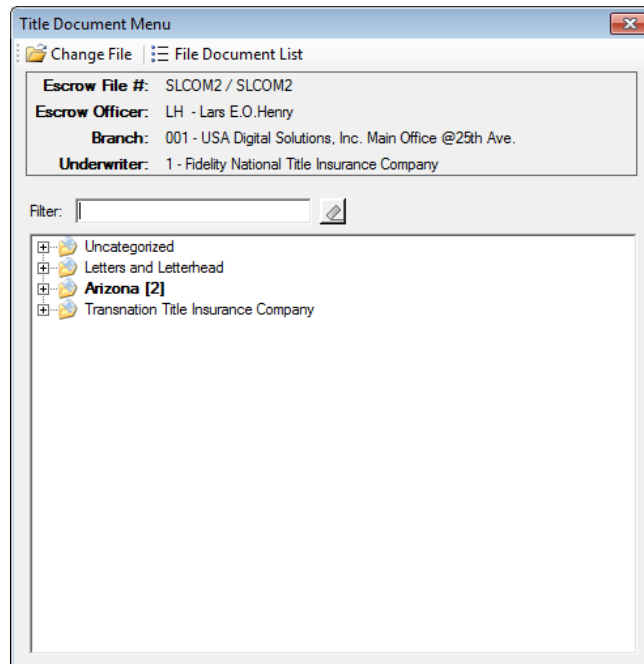 Title Document Menu
Change File File Document List
Escrow File #: SLCOM2 / SLCOM2
Escrow Officer: LH - Lars E.O.Henry
Branch: 001 - USA Digital Solutions, Inc. Main Office @25th Ave.
Underwriter: 1 - Fidelity National Title Insurance Company
Filter:
Uncategorized
Letters and Letterhead
Arizona [2]
Transnation Title Insurance Company